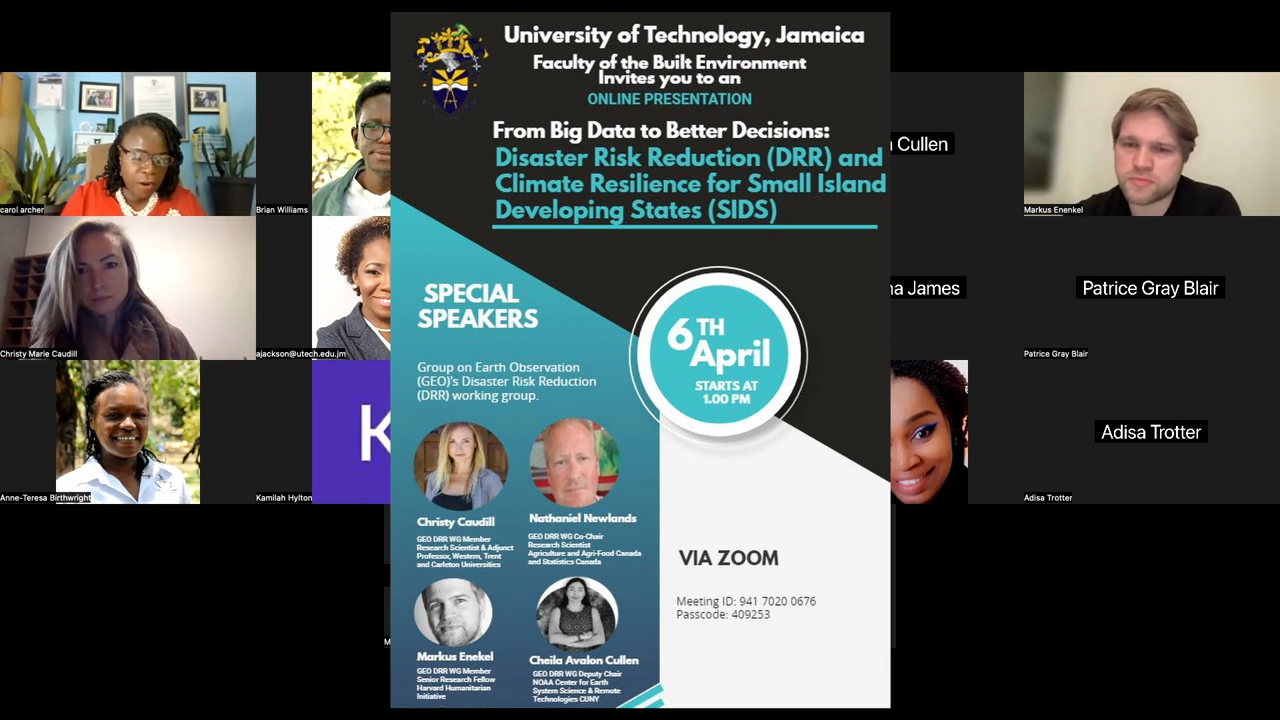 University of Technology, Jamaica
Faculty of the Built Environment
Invites you to an
ONLINE PRESENTATION
From Big Data to Better Decisions:
Disaster Risk Reduction (DRR) and
Climate Resilience for Small Island
Developing States (SIDS)
SPECIAL
SPEAKERS
6TH
April
STARTS AT
1.00 PM
Group on Earth Observation
(GEO)'s Disaster Risk Reduction
(DRR) working group.
Christy Caudill
GEO DRR WG Member
Research Scientist & Adjunct
Professor, Western, Trent
and Carleton Universities
Nathaniel Newlands
GEO DRR WG Co-Chair
Research Scientist
Agriculture and Agri-Food Canada
and Statistics Canada
Markus Enekel
GEO DRR WG Member
Senior Research Fellow
Harvard Humanitarian
Initiative
Cheila Avalon Cullen
GEO DRR WG Deputy Chair
NOAA Center for Earth
System Science & Remote
Technologies CUNY
VIA ZOOM
Meeting ID: 941 7020 0676
Passcode: 409253
carol archer
Brian Williams
Cullen
Markus Enenkel
Christy Marie Caudill
ajackson@utech.edu.jm
James
Patrice Gray Blair
Patrice Gray Blair
Anne-Teresa Birthwright
K
Kamilah Hylton
Adisa Trotter
Adisa Trotter